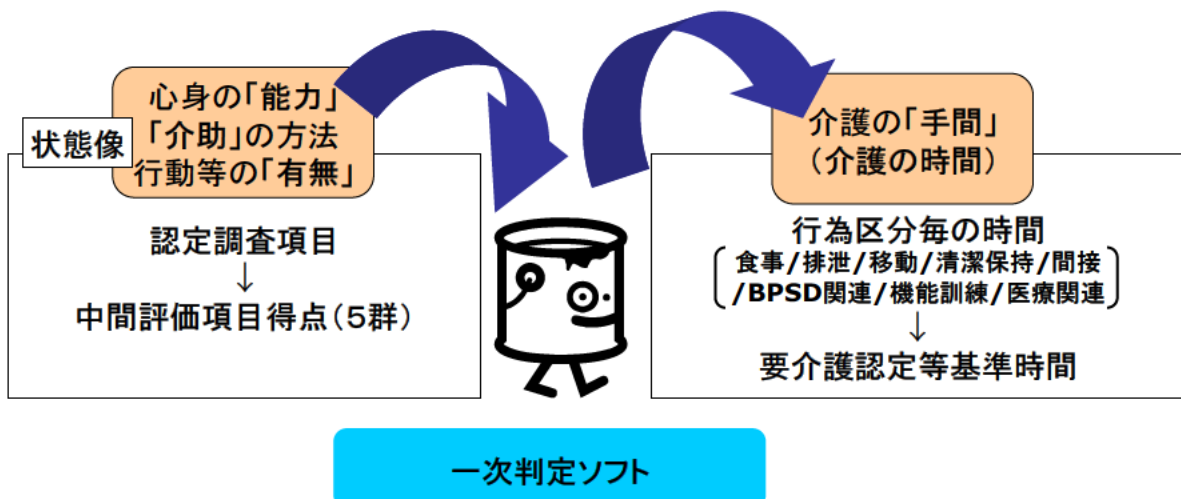 心身の「能力」
「介助」の方法
行動等の「有無」
状態像
認定調査項目
↓
中間評価項目得点(5群)
介護の「手間」
(介護の時間)
行為区分毎の時間
食事/排泄/移動/清潔保持/間接
/BPSD関連/機能訓練/医療関連
↓
要介護認定等基準時間
一次判定ソフト